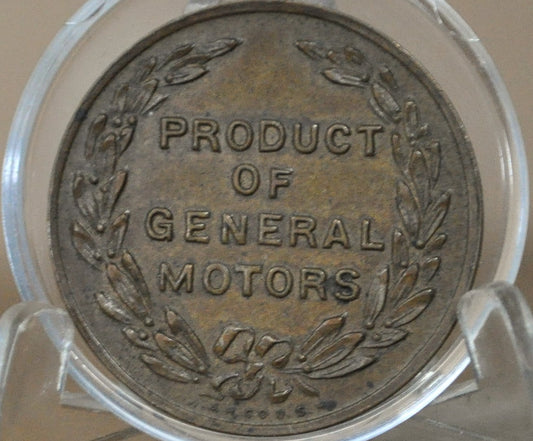 PRODUCT
OF
GENERAL
MOTORS